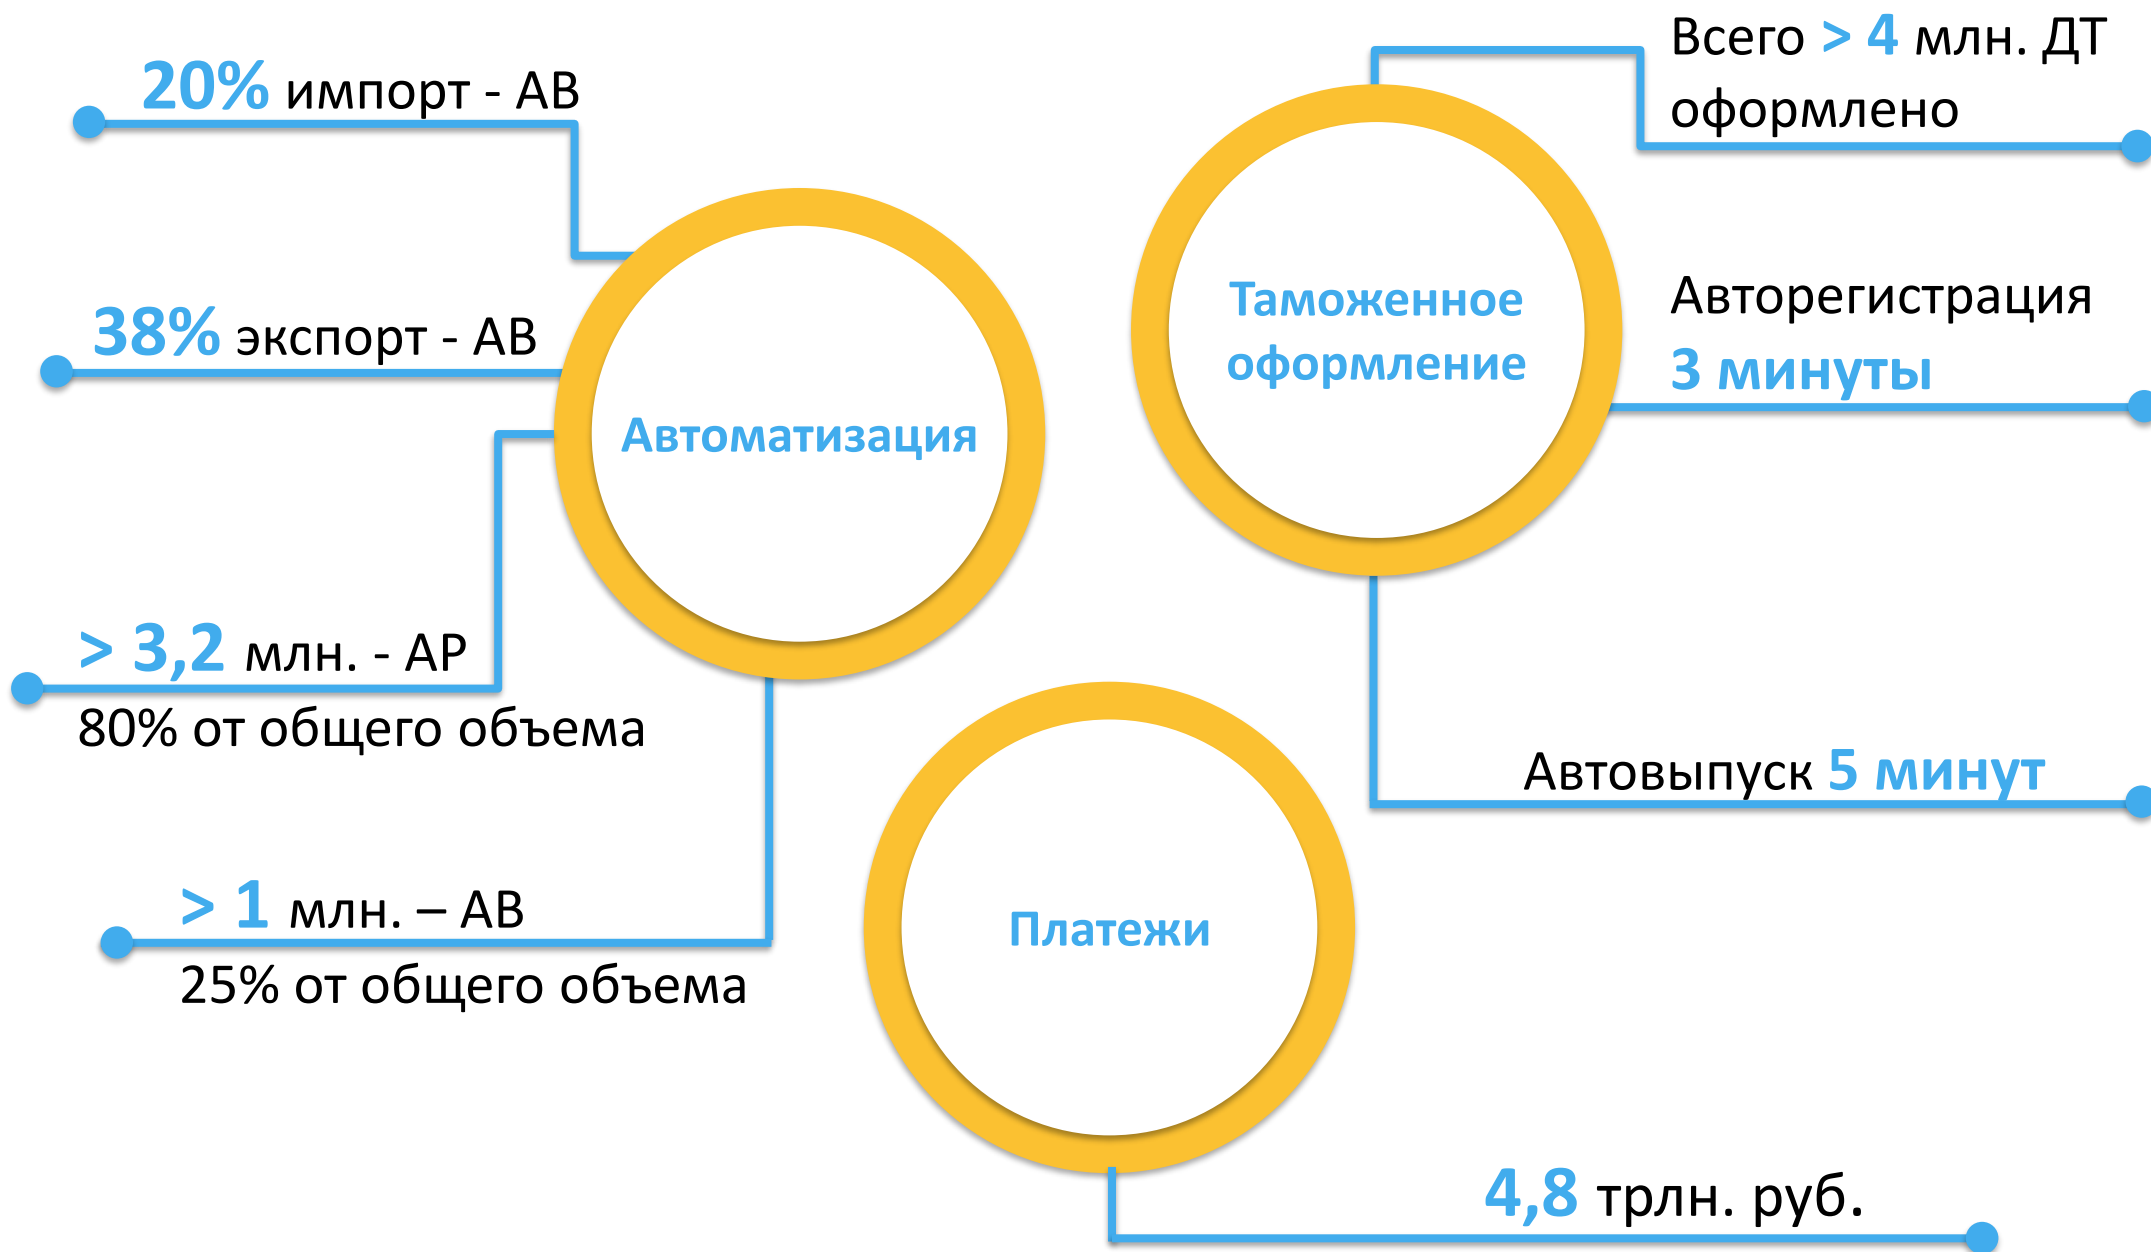 20% импорт - АВ
38% экспорт - АВ
Автоматизация
> 3,2 млн. - АР
80% от общего объема
> 1 млн. – АВ
25% от общего объема
Всего > 4 млн. ДТ
оформлено
Таможенное
оформление
Авторегистрация
3 минуты
Автовыпуск 5 минут
Платежи
4,8 трлн. руб.